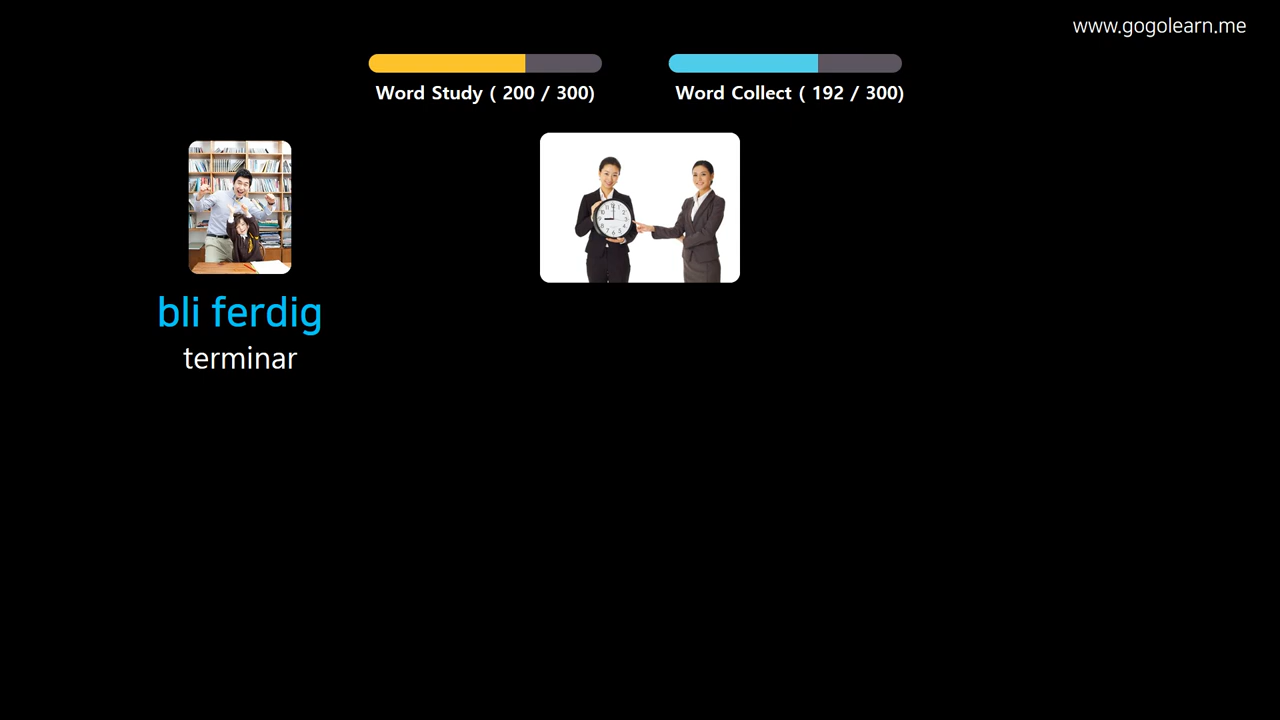 www.gogolearn.me
Word Study ( 200 / 300)
Word Collect ( 192 / 300)
bli ferdig
terminar